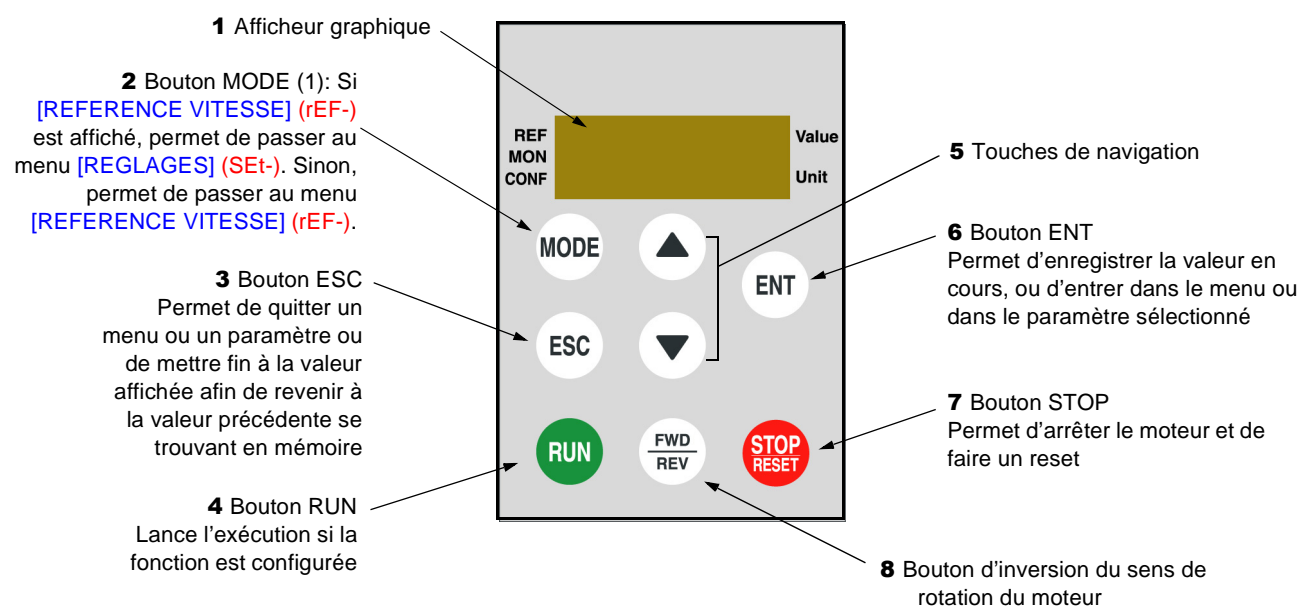 1 Afficheur graphique
2 Bouton MODE (1): Si
[REFERENCE VITESSE] (rEF-)
est affiché, permet de passer au
menu [REGLAGES] (SEt-). Sinon,
permet de passer au menu
[REFERENCE VITESSE] (rEF-).
3 Bouton ESC
Permet de quitter un
menu ou un paramètre ou
de mettre fin à la valeur
affichée afin de revenir à
la valeur précédente se
trouvant en mémoire
4 Bouton RUN
Lance l'exécution si la
fonction est configurée
REF
MON
CONF
Value
Unit
MODE
ENT
ESC
RUN
FWD
REV
STOP
RESET
5 Touches de navigation
6 Bouton ENT
Permet d'enregistrer la valeur en
cours, ou d'entrer dans le menu ou
dans le paramètre sélectionné
7 Bouton STOP
Permet d'arrêter le moteur et de
faire un reset
8 Bouton d'inversion du sens de
rotation du moteur